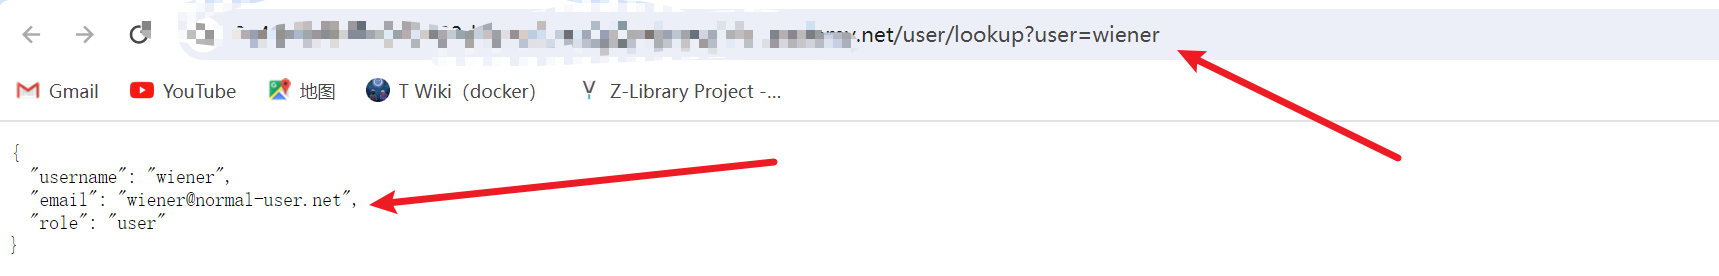 .net/user/lookup?user=wiener
Gmail YouTube 地图 T Wiki（docker） Z-Library Project -...
{
"username": "wiener",
"email": "wiener@normal-user.net",
"role": "user"
}